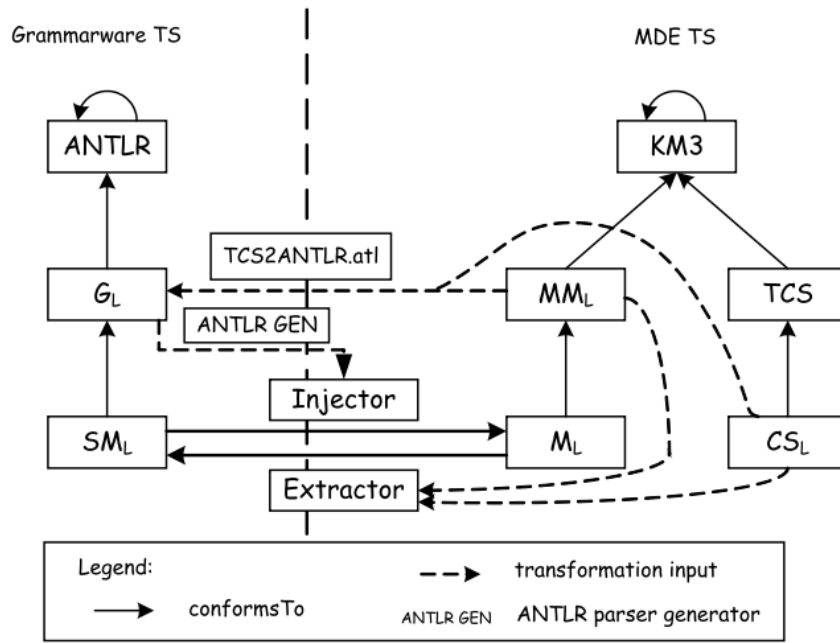 Grammarware TS
MDE TS
ANTLR
KM3
TCS2ANTLR.atl
GL
MML
TCS
ANTLR GEN
Injector
SML
ML
CSL
Extractor
Legend:
transformation input
conformsTo
ANTLR GEN ANTLR parser generator